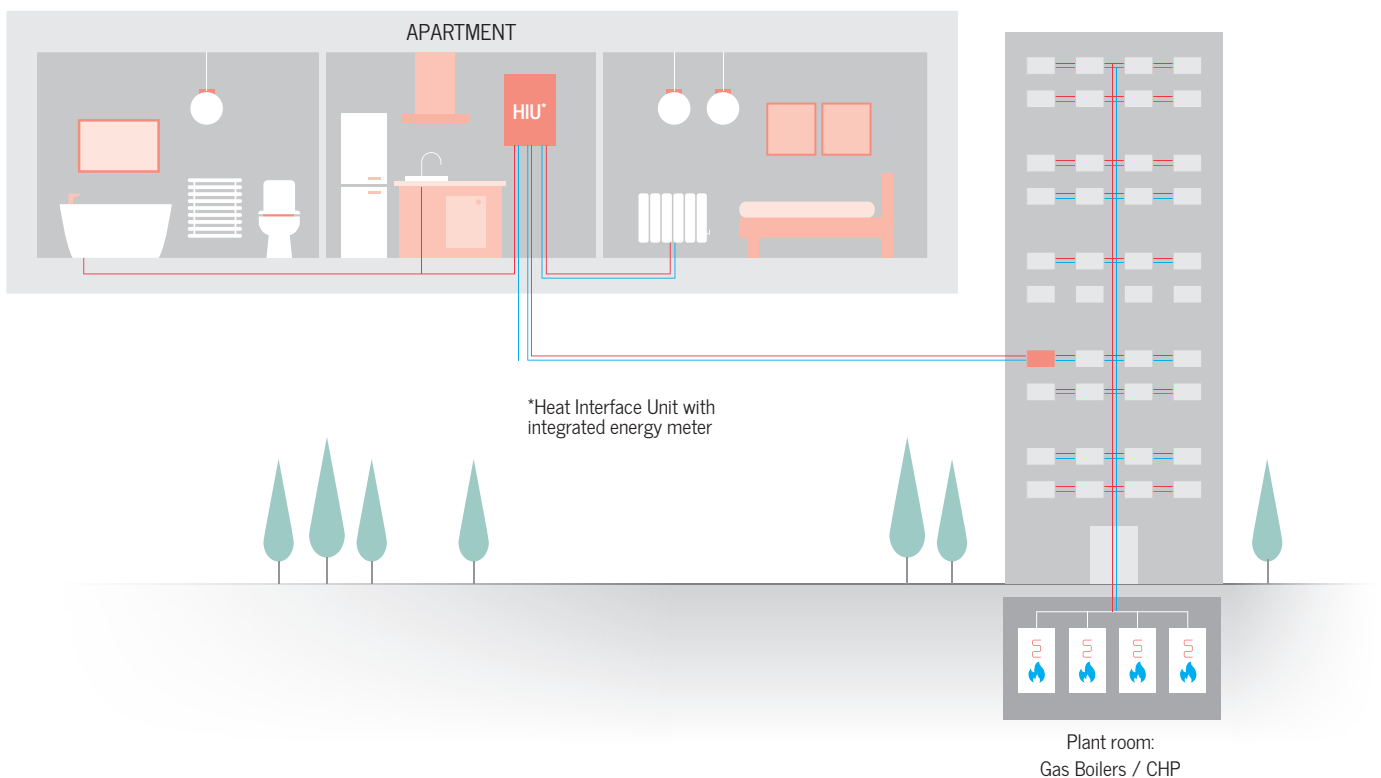 APARTMENT
HIU*
*Heat Interface Unit with
integrated energy meter
Plant room:
Gas Boilers / CHP